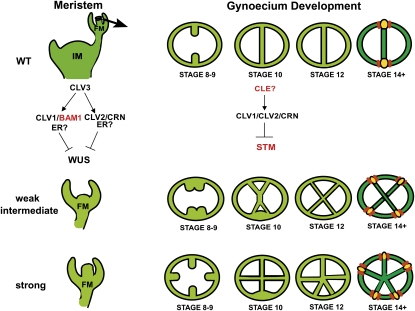 Meristem
Gynoecium Development
FM
IM
WT
STAGE 8-9
STAGE 10
STAGE 12
STAGE 14+
CLV3
CLE?
CLV1/BAM1 CLV2/CRN
ER? ER?
CLV1/CLV2/CRN
WUS
STM
weak
intermediate
FM
STAGE 8-9
STAGE 10
STAGE 12
STAGE 14+
strong
FM
STAGE 8-9
STAGE 10
STAGE 12
STAGE 14+